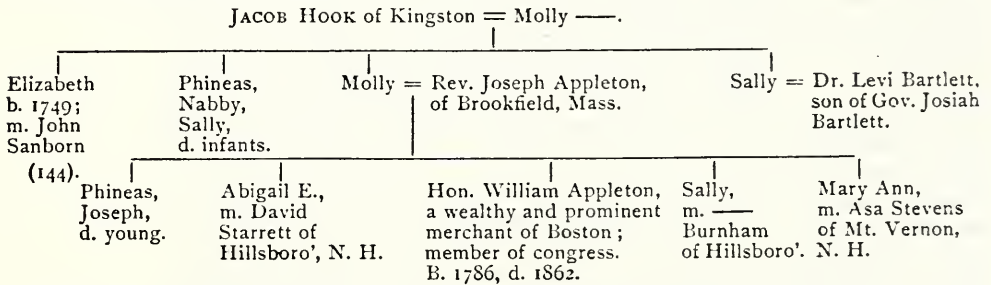 JACOB HOOK of Kingston = Molly ——.
Elizabeth
b. 1749;
m. John
Sanborn
(144).
Phineas,
Nabby,
Sally,
d. infants.
Molly = Rev. Joseph Appleton,
of Brookfield, Mass.
Sally = Dr. Levi Bartlett,
son of Gov. Josiah
Bartlett.
Phineas,
Joseph,
d. young.
Abigail E.,
m. David
Starrett of
Hillsboro', N. H.
Hon. William Appleton,
a wealthy and prominent
merchant of Boston;
member of congress.
B. 1786, d. 1862.
Sally,
m. ——
Burnham
of Hillsboro'.
Mary Ann,
m. Asa Stevens
of Mt. Vernon,
N. H.